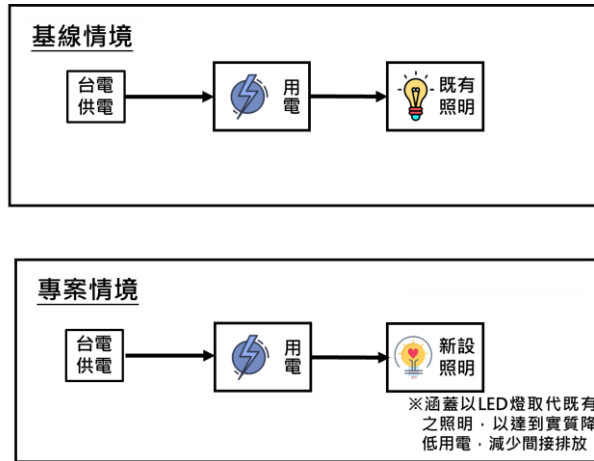 基線情境
台電
供電
用
電
既有
照明
專案情境
台電
供電
用
電
新設
照明
※涵蓋以LED燈取代既有
之照明，以達到實質降
低用電，減少間接排放